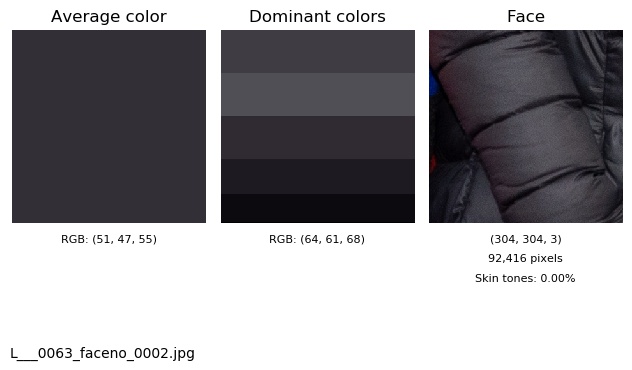 Average color
Dominant colors
Face
RGB: (51, 47, 55)
RGB: (64, 61, 68)
(304, 304, 3)
92,416 pixels
Skin tones: 0.00%
L___0063_faceno_0002.jpg